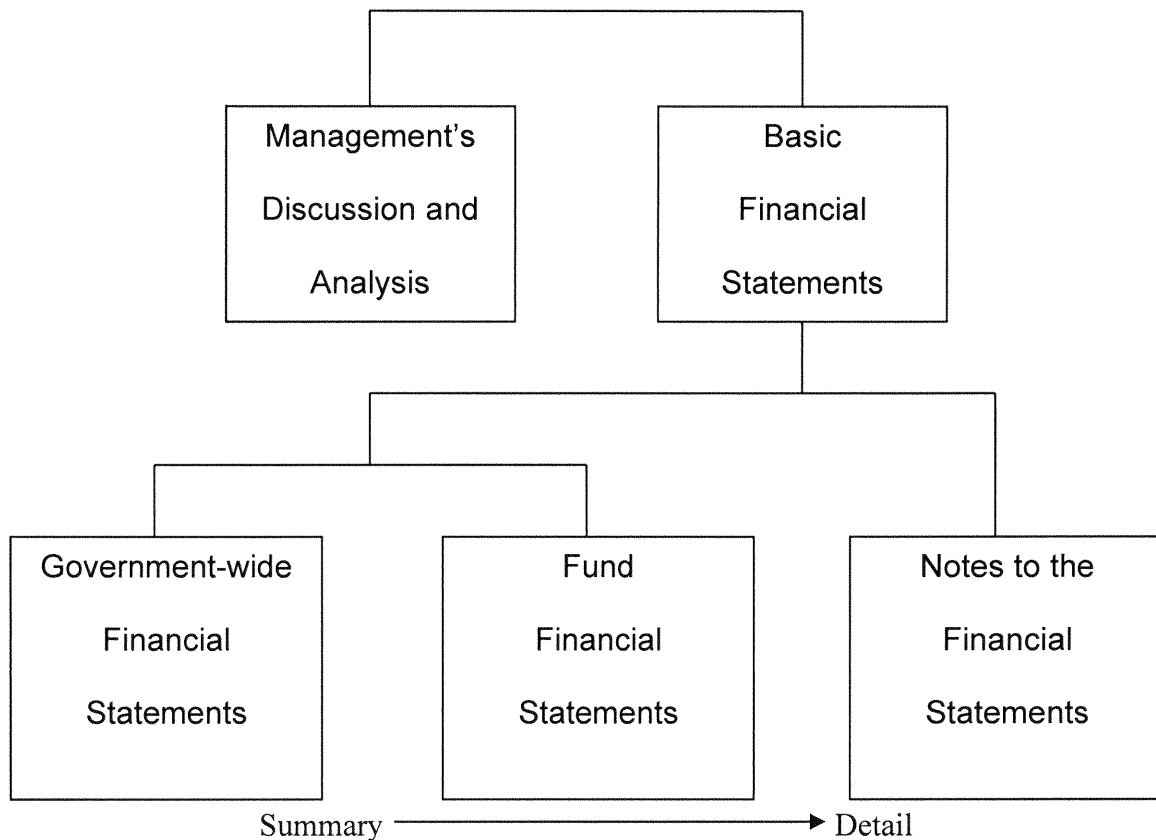 Management’s
Discussion and
Analysis
Basic
Financial
Statements
Government-wide
Financial
Statements
Fund
Financial
Statements
Notes to the
Financial
Statements
Summary
Detail